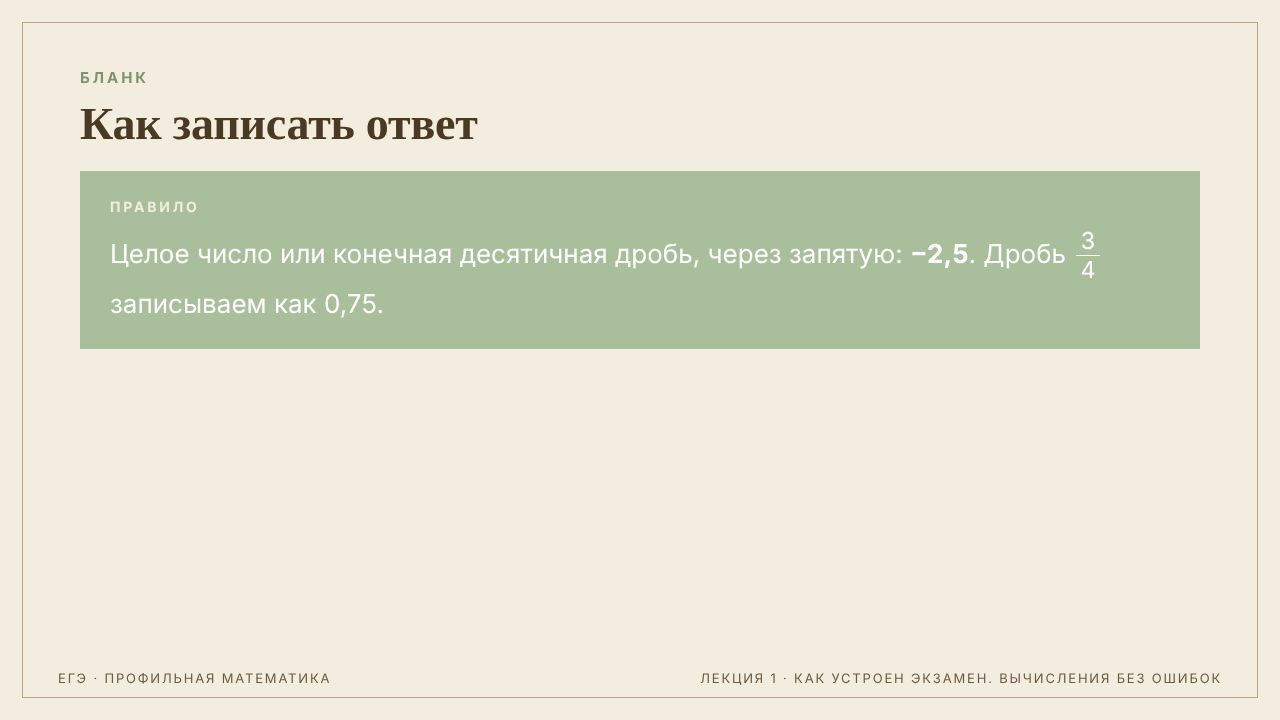 БЛАНК
Как записать ответ
ПРАВИЛО
Целое число или конечная десятичная дробь, через запятую: −2,5. Дробь 3/4
записываем как 0,75.
ЕГЭ · ПРОФИЛЬНАЯ МАТЕМАТИКА
ЛЕКЦИЯ 1 · КАК УСТРОЕН ЭКЗАМЕН. ВЫЧИСЛЕНИЯ БЕЗ ОШИБОК